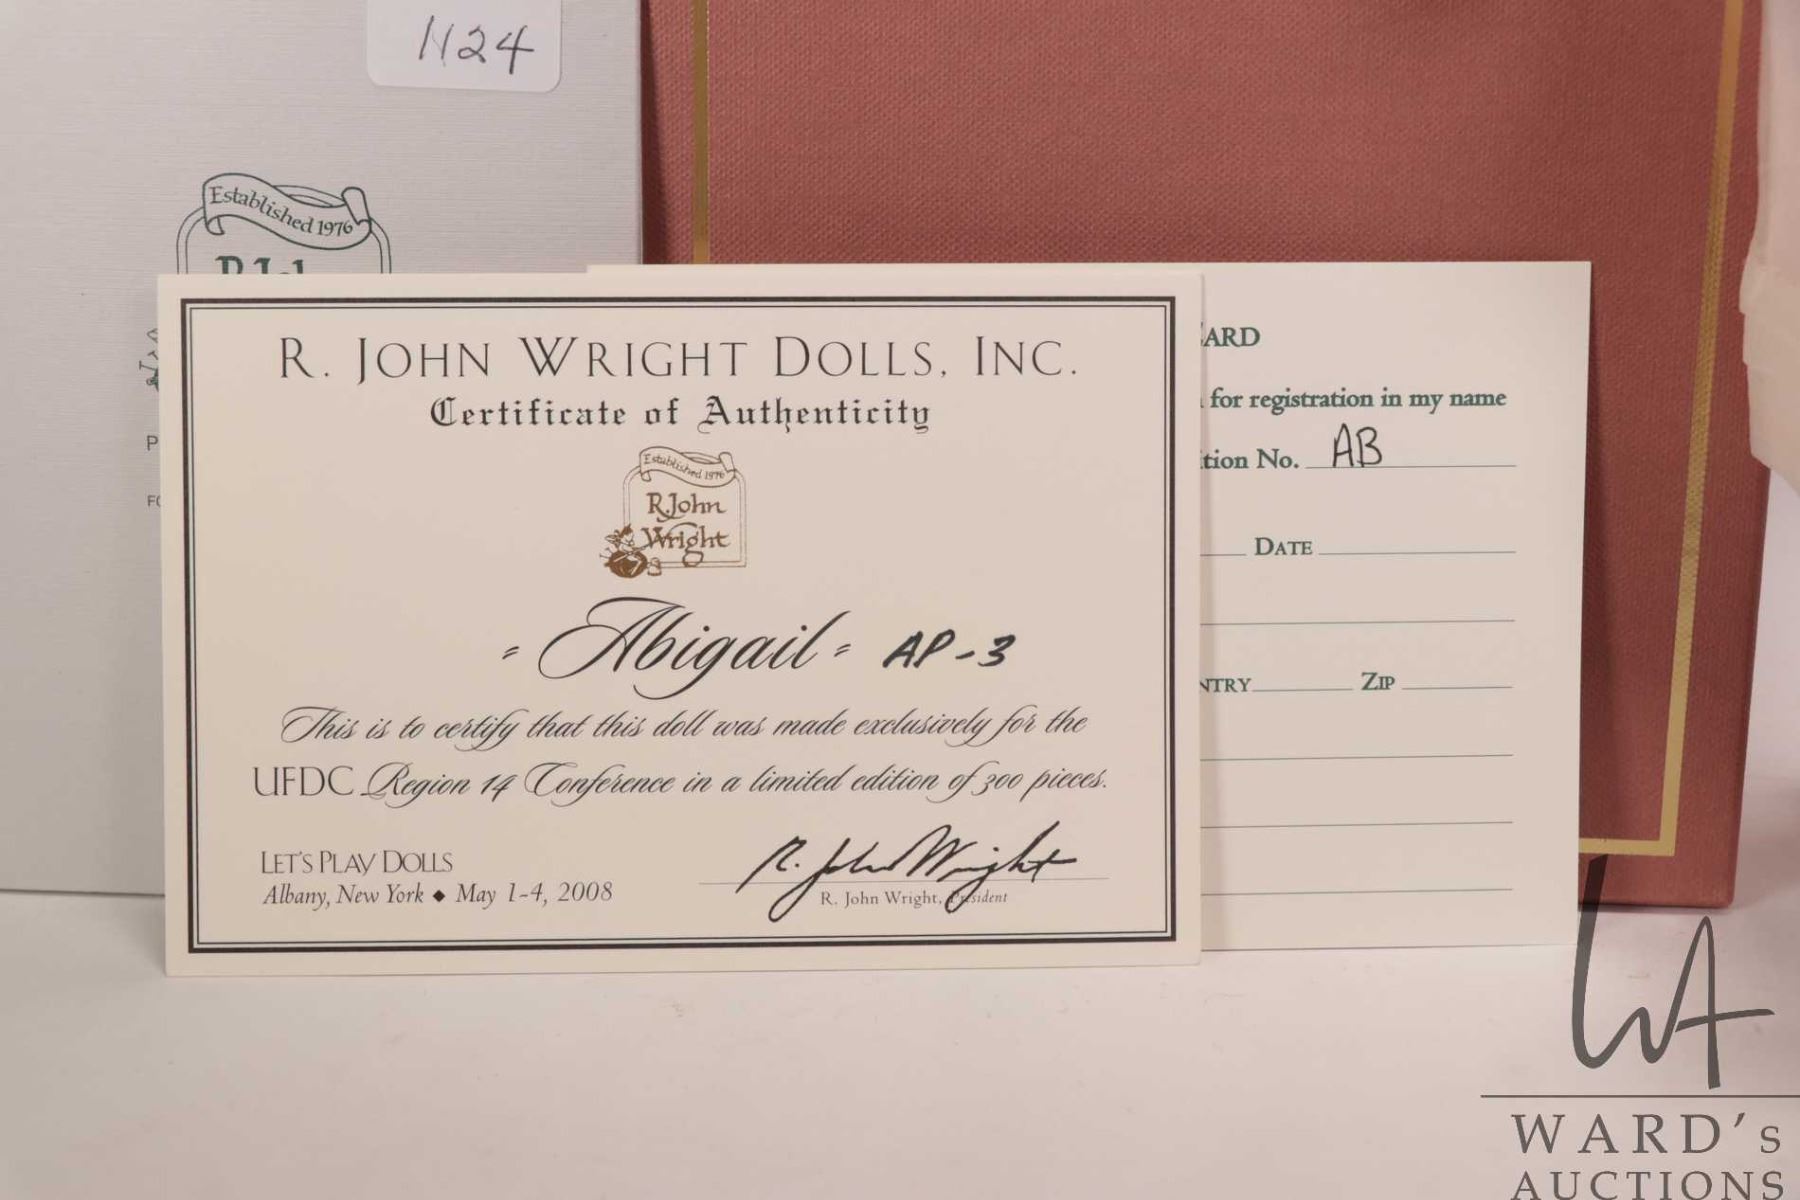 1124
Established 1976
R. JOHN WRIGHT DOLLS, INC.
Certificate of Authenticity
Established 1976
R. John
Wright
"Abigail" AP-3
This is to certify that this doll was made exclusively for the
UFDC Region 14 Conference in a limited edition of 300 pieces.
LET'S PLAY DOLLS
Albany, New York ◆ May 1-4, 2008
R. John Wright
R. John Wright, President
ARD
for registration in my name
tion No. AB
DATE
NTRY ZIP
WARD's
AUCTIONS